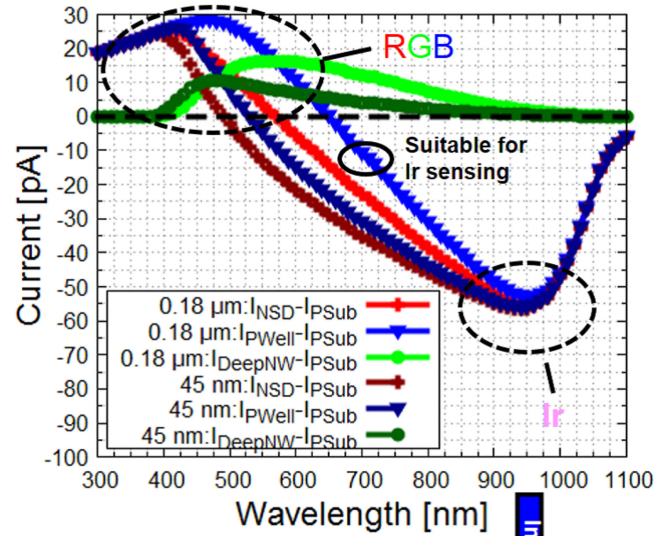 30
20
10
0
-10
-20
-30
-40
-50
-60
-70
-80
-90
-100
Current [pA]
RGB
Suitable for
Ir sensing
0.18 µm:I_NSD-I_PSub
0.18 µm:I_PWell-I_PSub
0.18 µm:I_DeepNW-I_PSub
45 nm:I_NSD-I_PSub
45 nm:I_PWell-I_PSub
45 nm:I_DeepNW-I_PSub
Ir
300 400 500 600 700 800 900 1000 1100
Wavelength [nm]